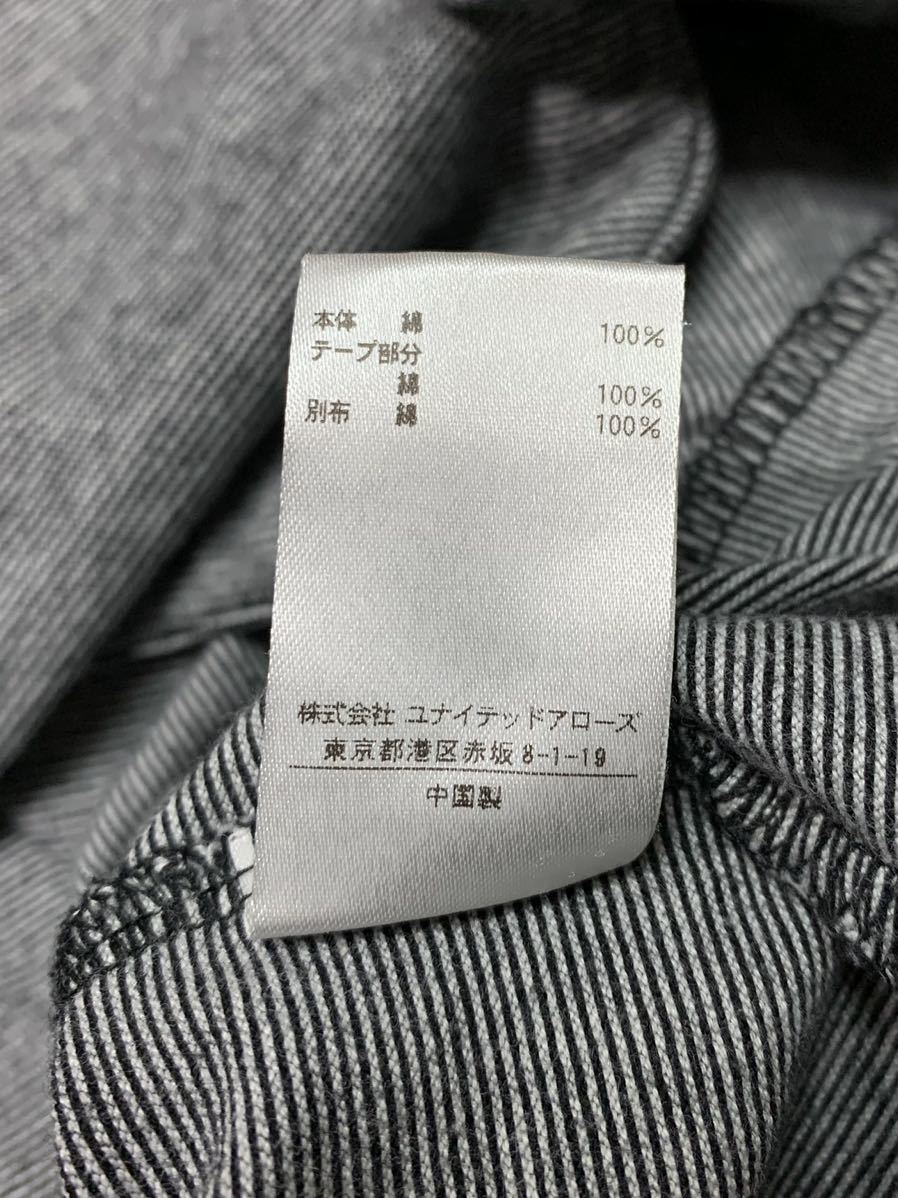 本体 綿 100%
テープ部分
綿 100%
別布 綿 100%
株式会社 ユナイテッドアローズ
東京都港区赤坂 8-1-19
中国製